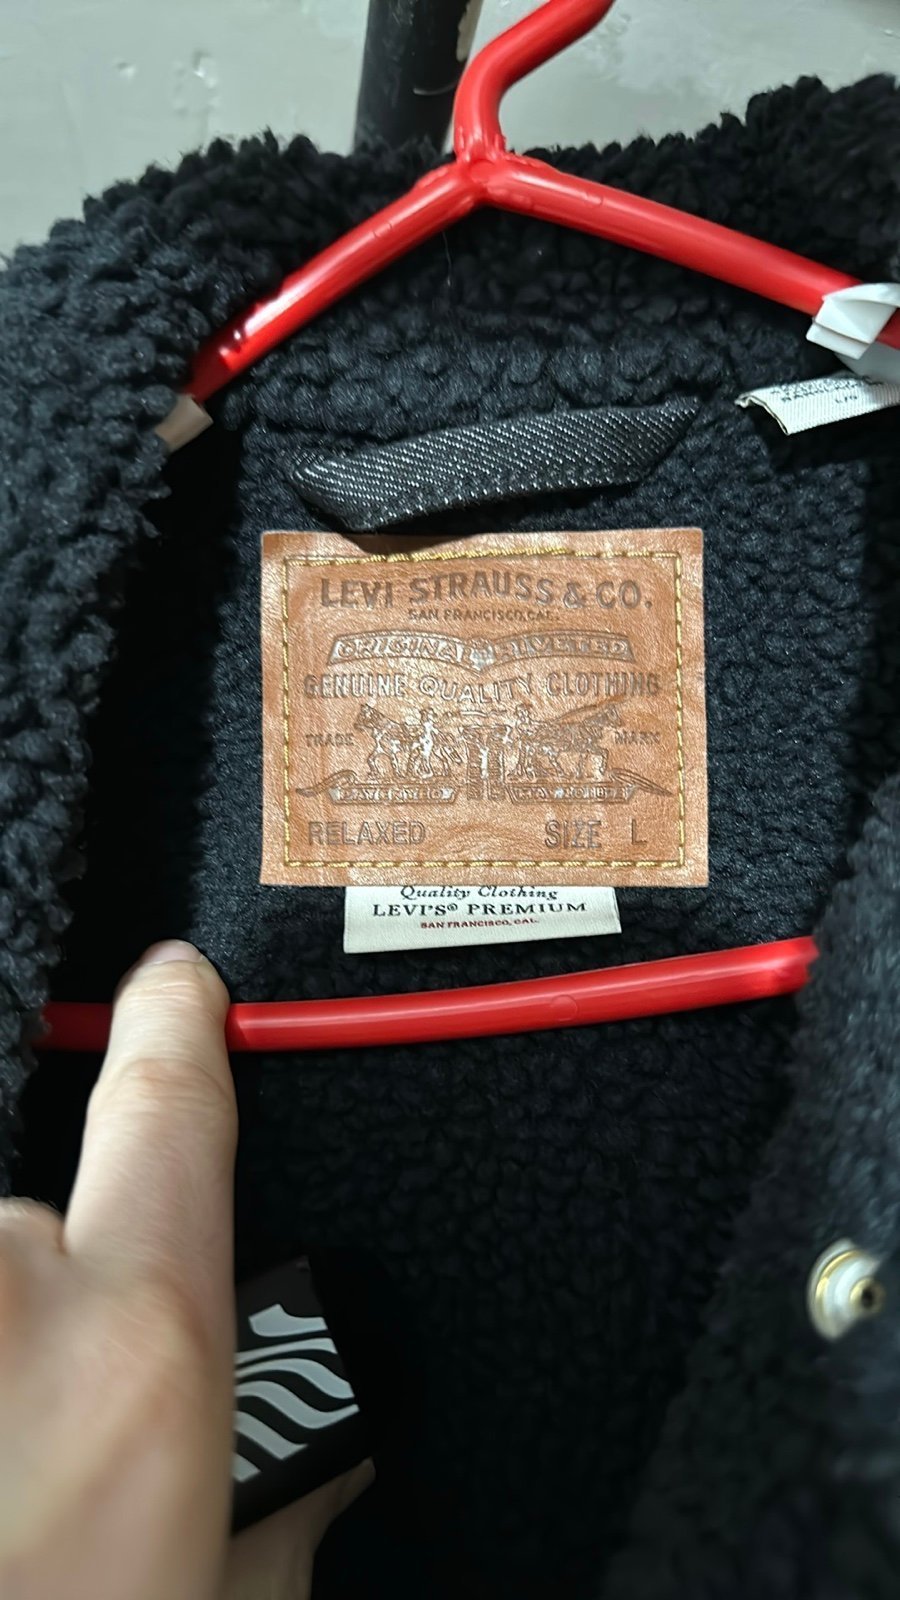 LEVI STRAUSS & CO.
SAN FRANCISCO, CAL.
ORIGINAL RIVETED
GENUINE QUALITY CLOTHING
TRADE MARK
RELAXED SIZE L
Quality Clothing
LEVI'S® PREMIUM
SAN FRANCISCO, CAL.